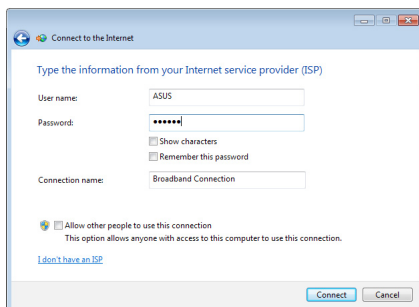 Connect to the Internet
Type the information from your Internet service provider (ISP)
User name: ASUS
Password: ••••••
Show characters
Remember this password
Connection name: Broadband Connection
Allow other people to use this connection
This option allows anyone with access to this computer to use this connection.
I don't have an ISP
Connect Cancel